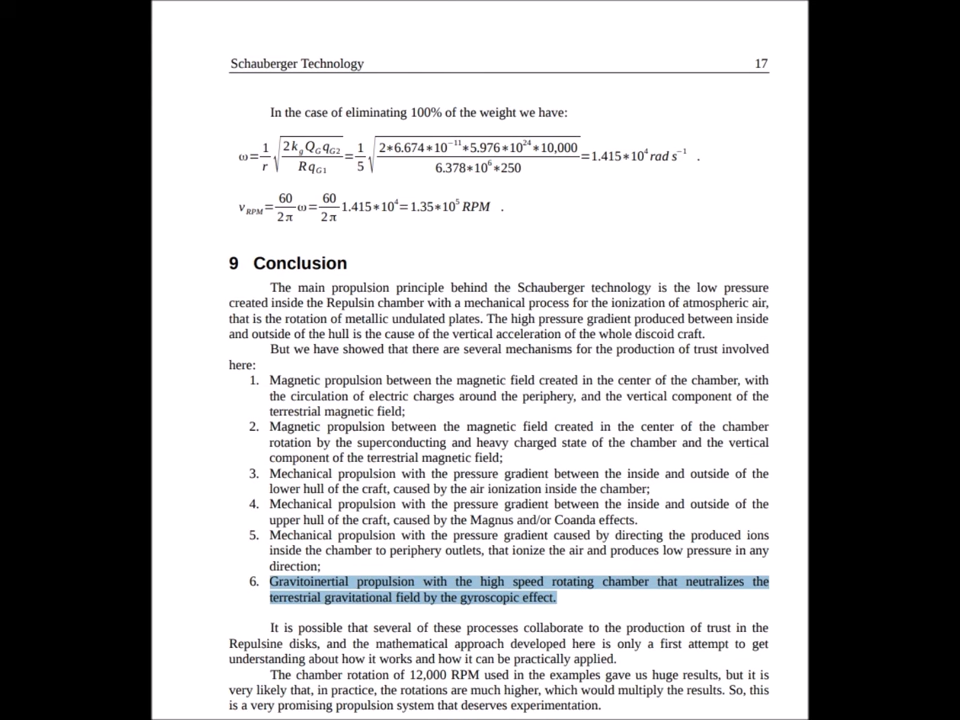 Schauberger Technology 17
In the case of eliminating 100% of the weight we have:
ω=1/r √(2k_g Q_G q_G2 / R q_G1)=1/5 √(2*6.674*10^−11*5.976*10^24*10,000 / 6.378*10^6*250)=1.415*10^4 rad s^−1 .
v_RPM=60/2π ω=60/2π 1.415*10^4=1.35*10^5 RPM .
9 Conclusion
The main propulsion principle behind the Schauberger technology is the low pressure
created inside the Repulsin chamber with a mechanical process for the ionization of atmospheric air,
that is the rotation of metallic undulated plates. The high pressure gradient produced between inside
and outside of the hull is the cause of the vertical acceleration of the whole discoid craft.
But we have showed that there are several mechanisms for the production of trust involved
here:
1. Magnetic propulsion between the magnetic field created in the center of the chamber, with
the circulation of electric charges around the periphery, and the vertical component of the
terrestrial magnetic field;
2. Magnetic propulsion between the magnetic field created in the center of the chamber
rotation by the superconducting and heavy charged state of the chamber and the vertical
component of the terrestrial magnetic field;
3. Mechanical propulsion with the pressure gradient between the inside and outside of the
lower hull of the craft, caused by the air ionization inside the chamber;
4. Mechanical propulsion with the pressure gradient between the inside and outside of the
upper hull of the craft, caused by the Magnus and/or Coanda effects.
5. Mechanical propulsion with the pressure gradient caused by directing the produced ions
inside the chamber to periphery outlets, that ionize the air and produces low pressure in any
direction;
6. Gravitoinertial propulsion with the high speed rotating chamber that neutralizes the
terrestrial gravitational field by the gyroscopic effect.
It is possible that several of these processes collaborate to the production of trust in the
Repulsine disks, and the mathematical approach developed here is only a first attempt to get
understanding about how it works and how it can be practically applied.
The chamber rotation of 12,000 RPM used in the examples gave us huge results, but it is
very likely that, in practice, the rotations are much higher, which would multiply the results. So, this
is a very promising propulsion system that deserves experimentation.